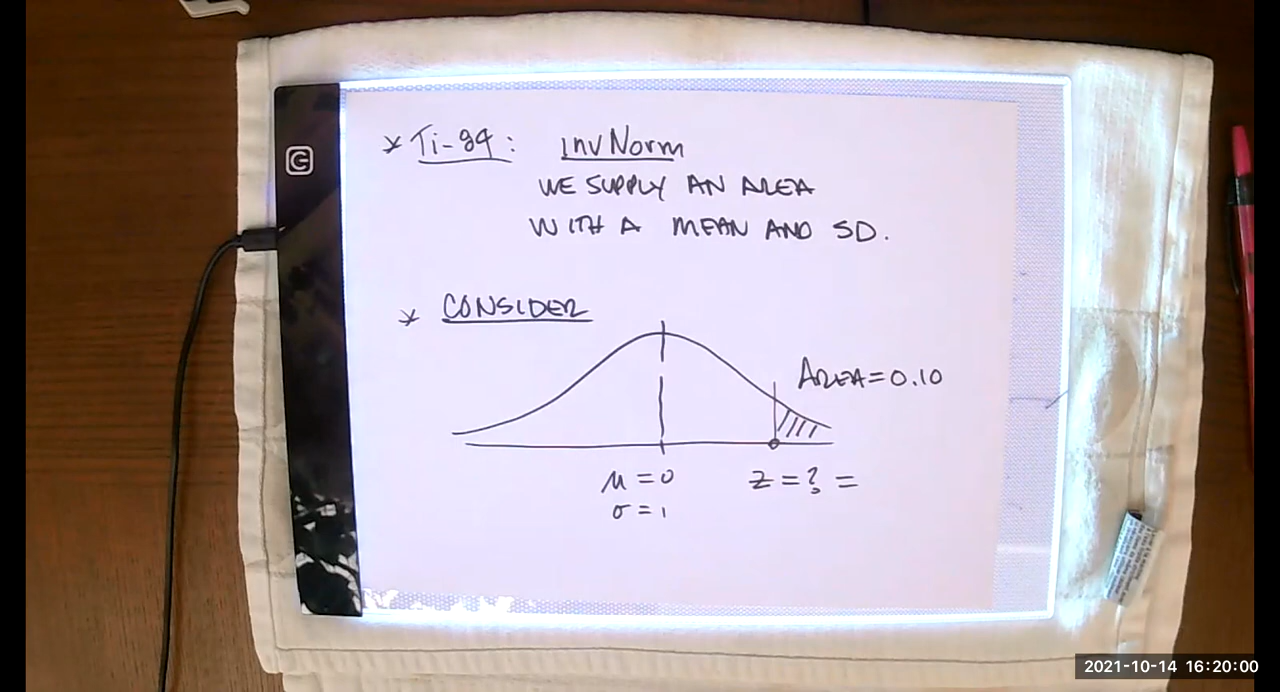 * Ti-84: invNorm
WE SUPPLY AN AREA
WITH A MEAN AND SD.
* CONSIDER
AREA = 0.10
μ = 0
z = ? =
σ = 1
2021-10-14 16:20:00